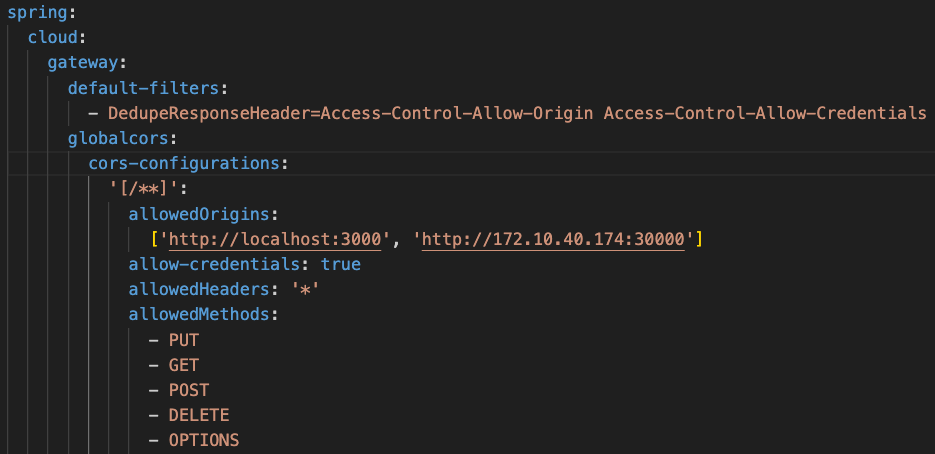 spring:
cloud:
gateway:
default-filters:
- DedupeResponseHeader=Access-Control-Allow-Origin Access-Control-Allow-Credentials
globalcors:
cors-configurations:
'[/**]':
allowedOrigins:
['http://localhost:3000', 'http://172.10.40.174:30000']
allow-credentials: true
allowedHeaders: '*'
allowedMethods:
- PUT
- GET
- POST
- DELETE
- OPTIONS